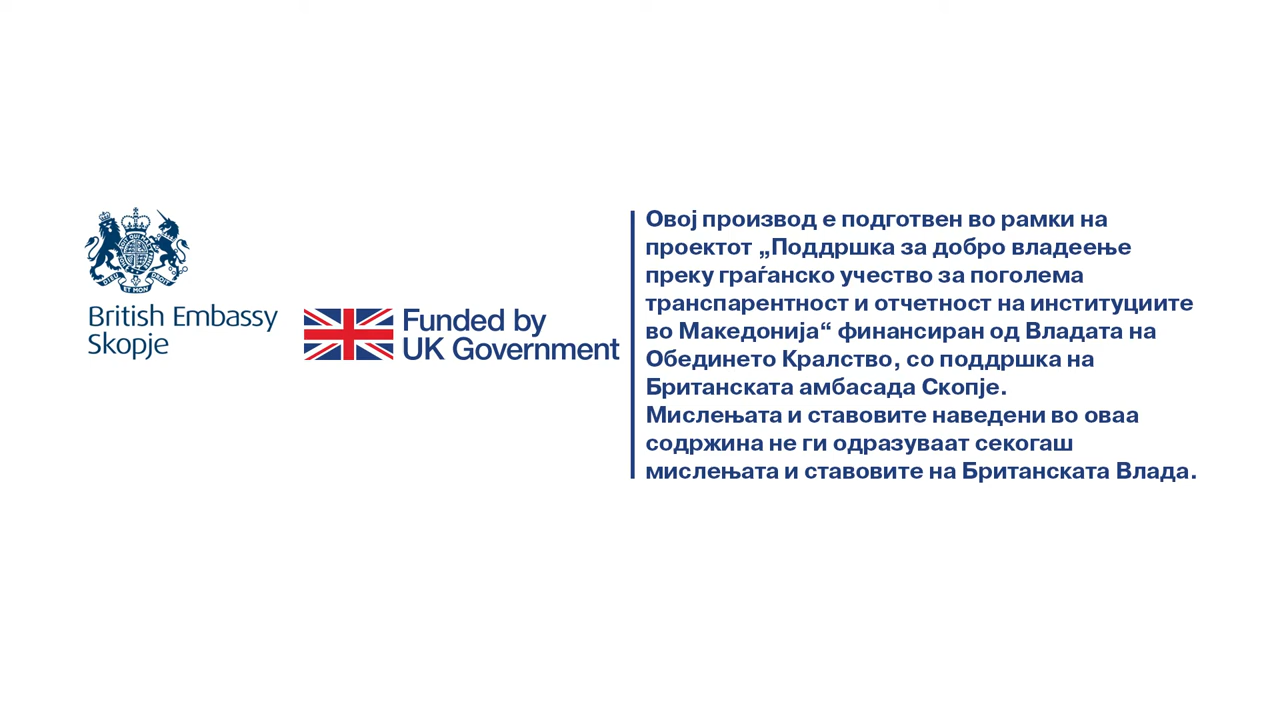 British Embassy
Skopje
Funded by
UK Government
Овој производ е подготвен во рамки на
проектот „Поддршка за добро владеење
преку граѓанско учество за поголема
транспарентност и отчетност на институциите
во Македонија“ финансиран од Владата на
Обединето Кралство, со поддршка на
Британската амбасада Скопје.
Мислењата и ставовите наведени во оваа
содржина не ги одразуваат секогаш
мислењата и ставовите на Британската Влада.